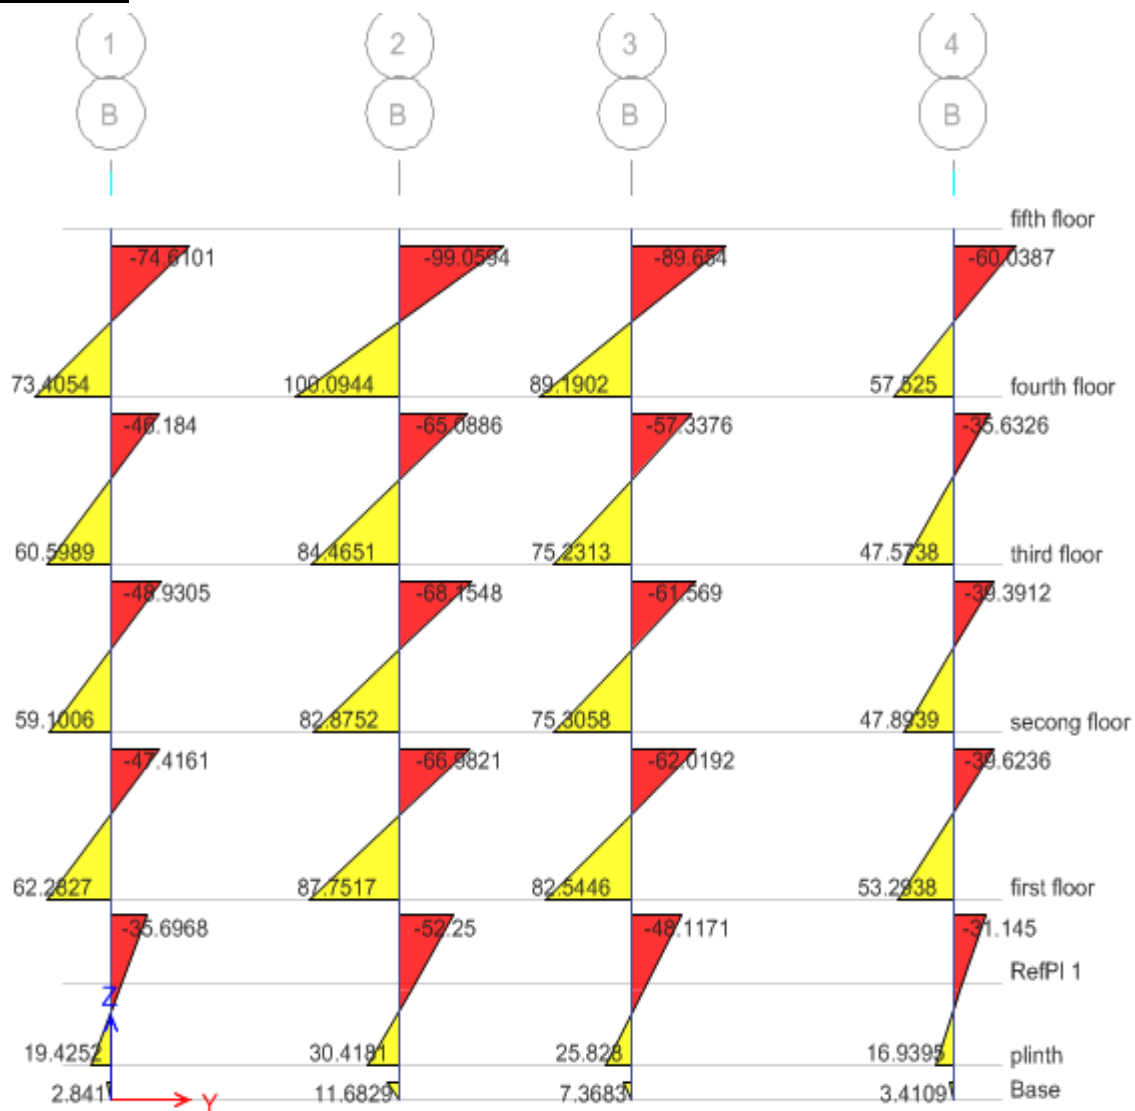 1 2 3 4
B B B B
fifth floor
-74.6101 -99.0594 -89.654 -60.0387
73.4054 100.0944 89.1902 57.525 fourth floor
-46.184 -65.0886 -57.3376 -35.6326
60.5989 84.4651 75.2313 47.5738 third floor
-48.9305 -68.1548 -61.569 -39.3912
59.1006 82.8752 75.3058 47.8939 secong floor
-47.4161 -66.9821 -62.0192 -39.6236
62.2827 87.7517 82.5446 53.2938 first floor
-35.6968 -52.25 -48.1171 -31.145
RefPl 1
Z
19.4252 30.4181 25.828 16.9395 plinth
2.841 11.6829 7.3683 3.4109 Base
Y